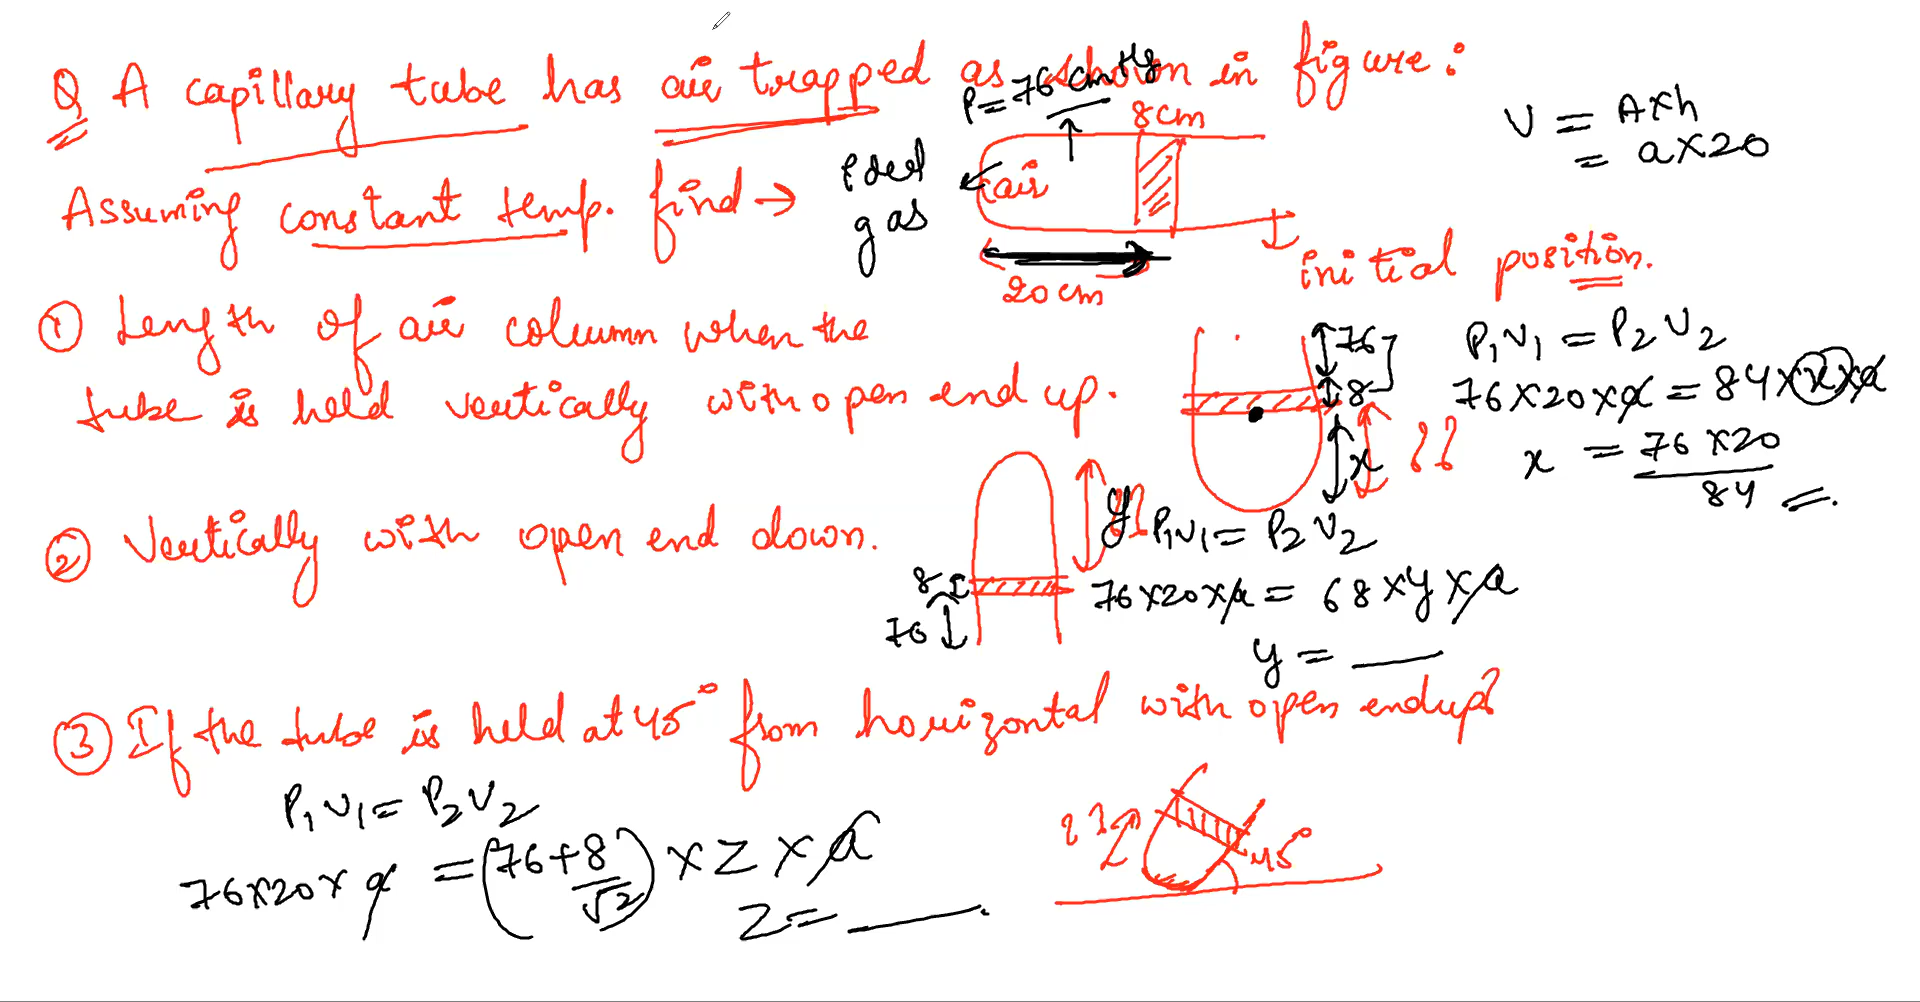 Q A capillary tube has air trapped as shown in figure:
P = 76 cm Hg
8cm
V = A×h
= a×20
Ideal gas
air
Assuming constant temp. find →
20 cm
initial position.
① Length of air column when the
tube is held vertically with open end up.
76
8
x
??
P₁V₁ = P₂V₂
76×20×a = 84×x×a
x = 76×20
84 =.
② Vertically with open end down.
y
8
76
P₁V₁ = P₂V₂
76×20×a = 68×y×a
y = ___
③ If the tube is held at 45° from horizontal with open end up?
P₁V₁ = P₂V₂
76×20×a = (76+8/√2)×Z×a
Z = ___.
??
Z
45°